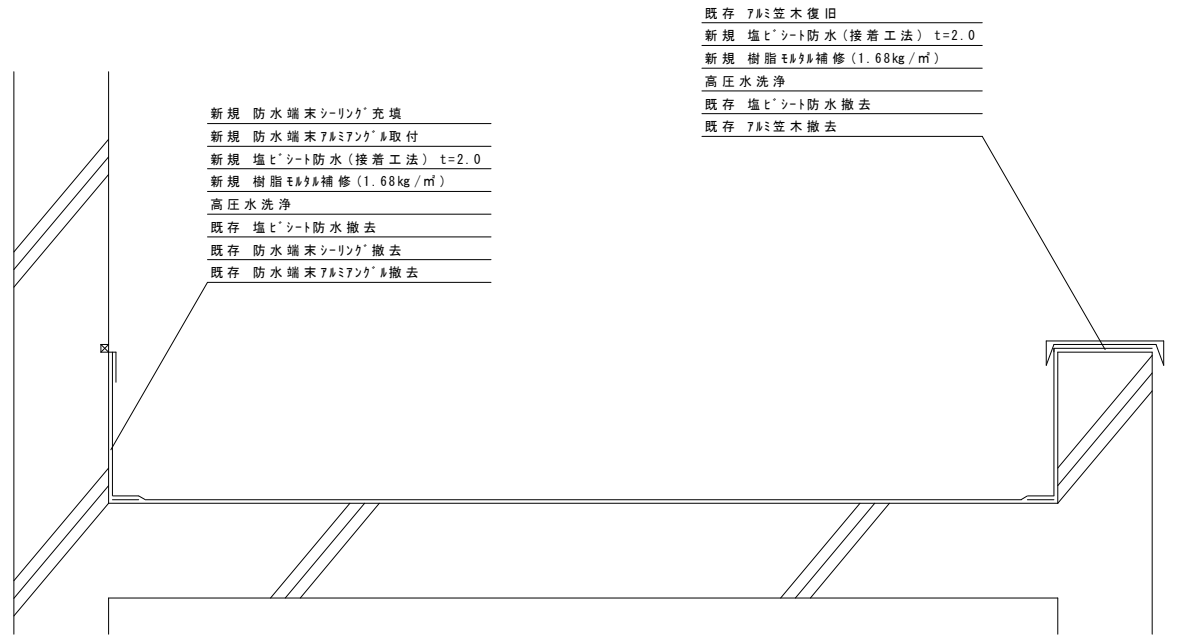 新規 防水端末ｼｰﾘﾝｸﾞ充填
新規 防水端末ｱﾙﾐｱﾝｸﾞﾙ取付
新規 塩ﾋﾞｼｰﾄ防水(接着工法) t=2.0
新規 樹脂ﾓﾙﾀﾙ補修(1.68kg/㎡)
高圧水洗浄
既存 塩ﾋﾞｼｰﾄ防水撤去
既存 防水端末ｼｰﾘﾝｸﾞ撤去
既存 防水端末ｱﾙﾐｱﾝｸﾞﾙ撤去
既存 ｱﾙﾐ笠木復旧
新規 塩ﾋﾞｼｰﾄ防水(接着工法) t=2.0
新規 樹脂ﾓﾙﾀﾙ補修(1.68kg/㎡)
高圧水洗浄
既存 塩ﾋﾞｼｰﾄ防水撤去
既存 ｱﾙﾐ笠木撤去